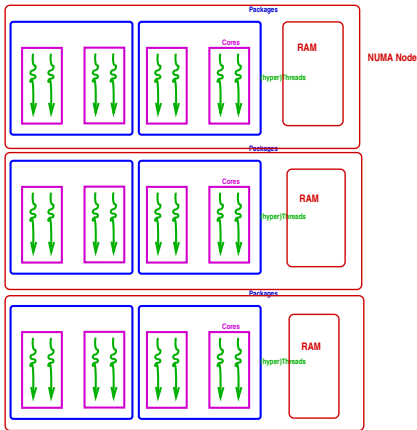 Packages
Cores
RAM
NUMA Node
hyper)Threads
Packages
Cores
RAM
hyper)Threads
Packages
Cores
RAM
hyper)Threads